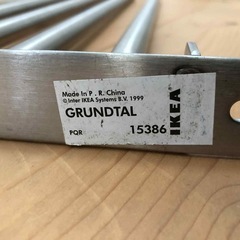 Made In P . R. China
© Inter IKEA Systems B.V. 1999
GRUNDTAL
PQR 15386
IKEA